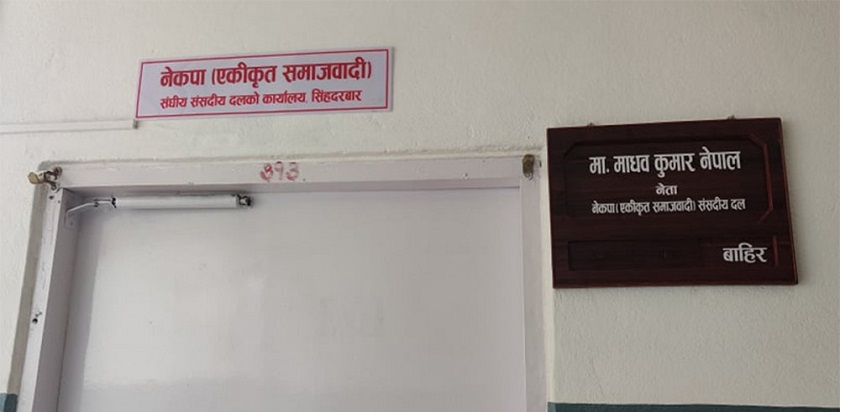 नेकपा (एकीकृत समाजवादी)
संघीय संसदीय दलको कार्यालय, सिंहदरबार
३१३.
मा. माधव कुमार नेपाल
नेता
नेकपा (एकीकृत समाजवादी) संसदीय दल
बाहिर